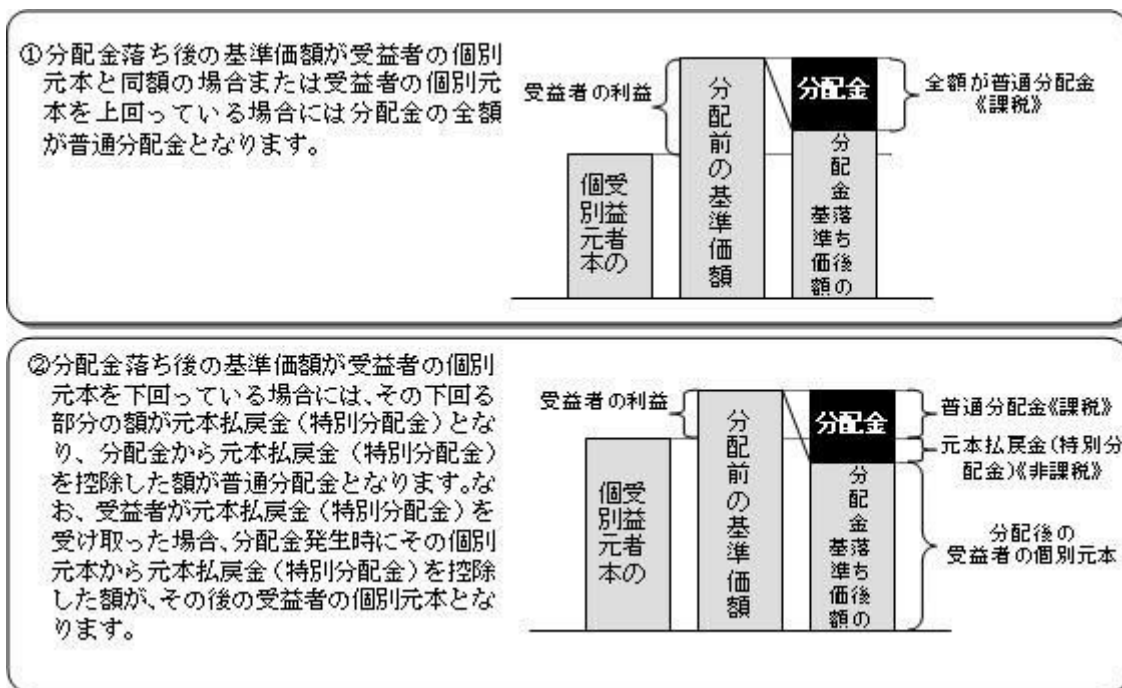 ①分配金落ち後の基準価額が受益者の個別
元本と同額の場合または受益者の個別元
本を上回っている場合には分配金の全額
が普通分配金となります。
受益者の利益
受益者の
個別元本
分配前の基準価額
分配金
分配金落ち後の
基準価額
全額が普通分配金
《課税》
②分配金落ち後の基準価額が受益者の個別
元本を下回っている場合には、その下回る
部分の額が元本払戻金(特別分配金)とな
り、分配金から元本払戻金(特別分配金)
を控除した額が普通分配金となります。な
お、受益者が元本払戻金(特別分配金)を
受け取った場合、分配金発生時にその個別
元本から元本払戻金(特別分配金)を控除
した額が、その後の受益者の個別元本とな
ります。
受益者の利益
受益者の
個別元本
分配前の基準価額
分配金
分配金落ち後の
基準価額
普通分配金《課税》
元本払戻金(特別分
配金)《非課税》
分配後の
受益者の個別元本